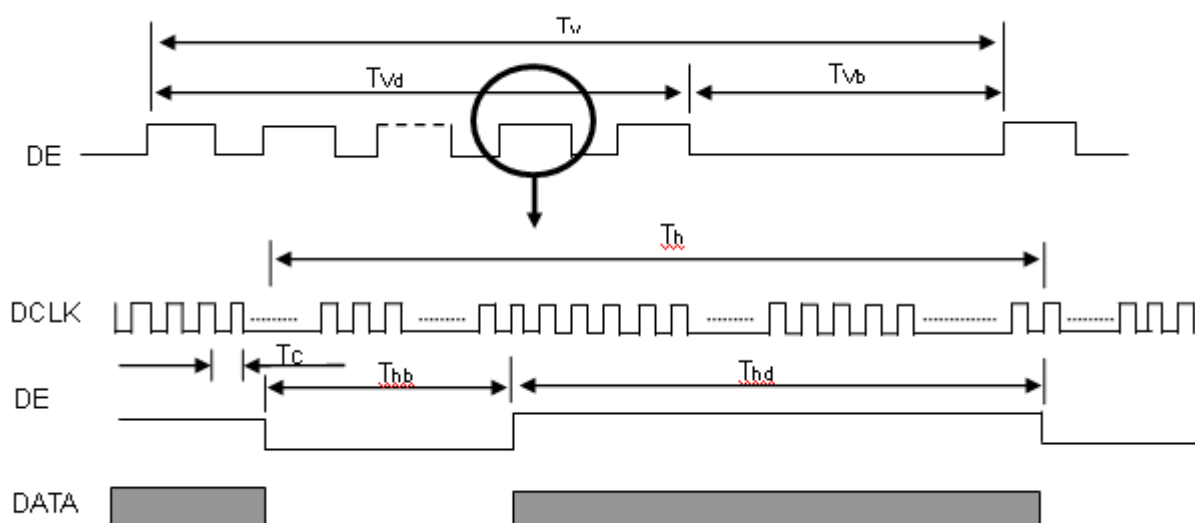 Tv
TVd
TVb
DE
Th
DCLK
Tc
Thb
Thd
DE
DATA